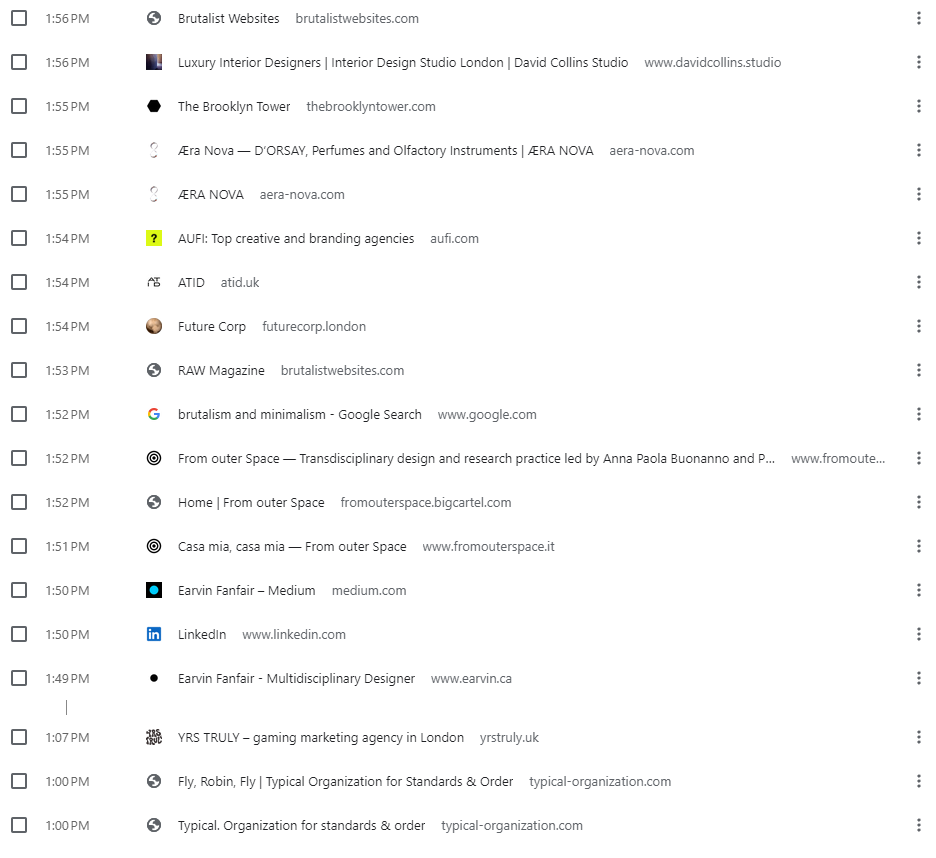 1:56 PM Brutalist Websites brutalistwebsites.com
1:56 PM Luxury Interior Designers | Interior Design Studio London | David Collins Studio www.davidcollins.studio
1:55 PM The Brooklyn Tower thebrooklyntower.com
1:55 PM Æra Nova — D'ORSAY, Perfumes and Olfactory Instruments | ÆRA NOVA aera-nova.com
1:55 PM ÆRA NOVA aera-nova.com
1:54 PM ? AUFI: Top creative and branding agencies aufi.com
1:54 PM ATID atid.uk
1:54 PM Future Corp futurecorp.london
1:53 PM RAW Magazine brutalistwebsites.com
1:52 PM G brutalism and minimalism - Google Search www.google.com
1:52 PM From outer Space — Transdisciplinary design and research practice led by Anna Paola Buonanno and P... www.fromoute...
1:52 PM Home | From outer Space fromouterspace.bigcartel.com
1:51 PM Casa mia, casa mia — From outer Space www.fromouterspace.it
1:50 PM Earvin Fanfair – Medium medium.com
1:50 PM in LinkedIn www.linkedin.com
1:49 PM Earvin Fanfair - Multidisciplinary Designer www.earvin.ca
1:07 PM YRS TRULY – gaming marketing agency in London yrstruly.uk
1:00 PM Fly, Robin, Fly | Typical Organization for Standards & Order typical-organization.com
1:00 PM Typical. Organization for standards & order typical-organization.com